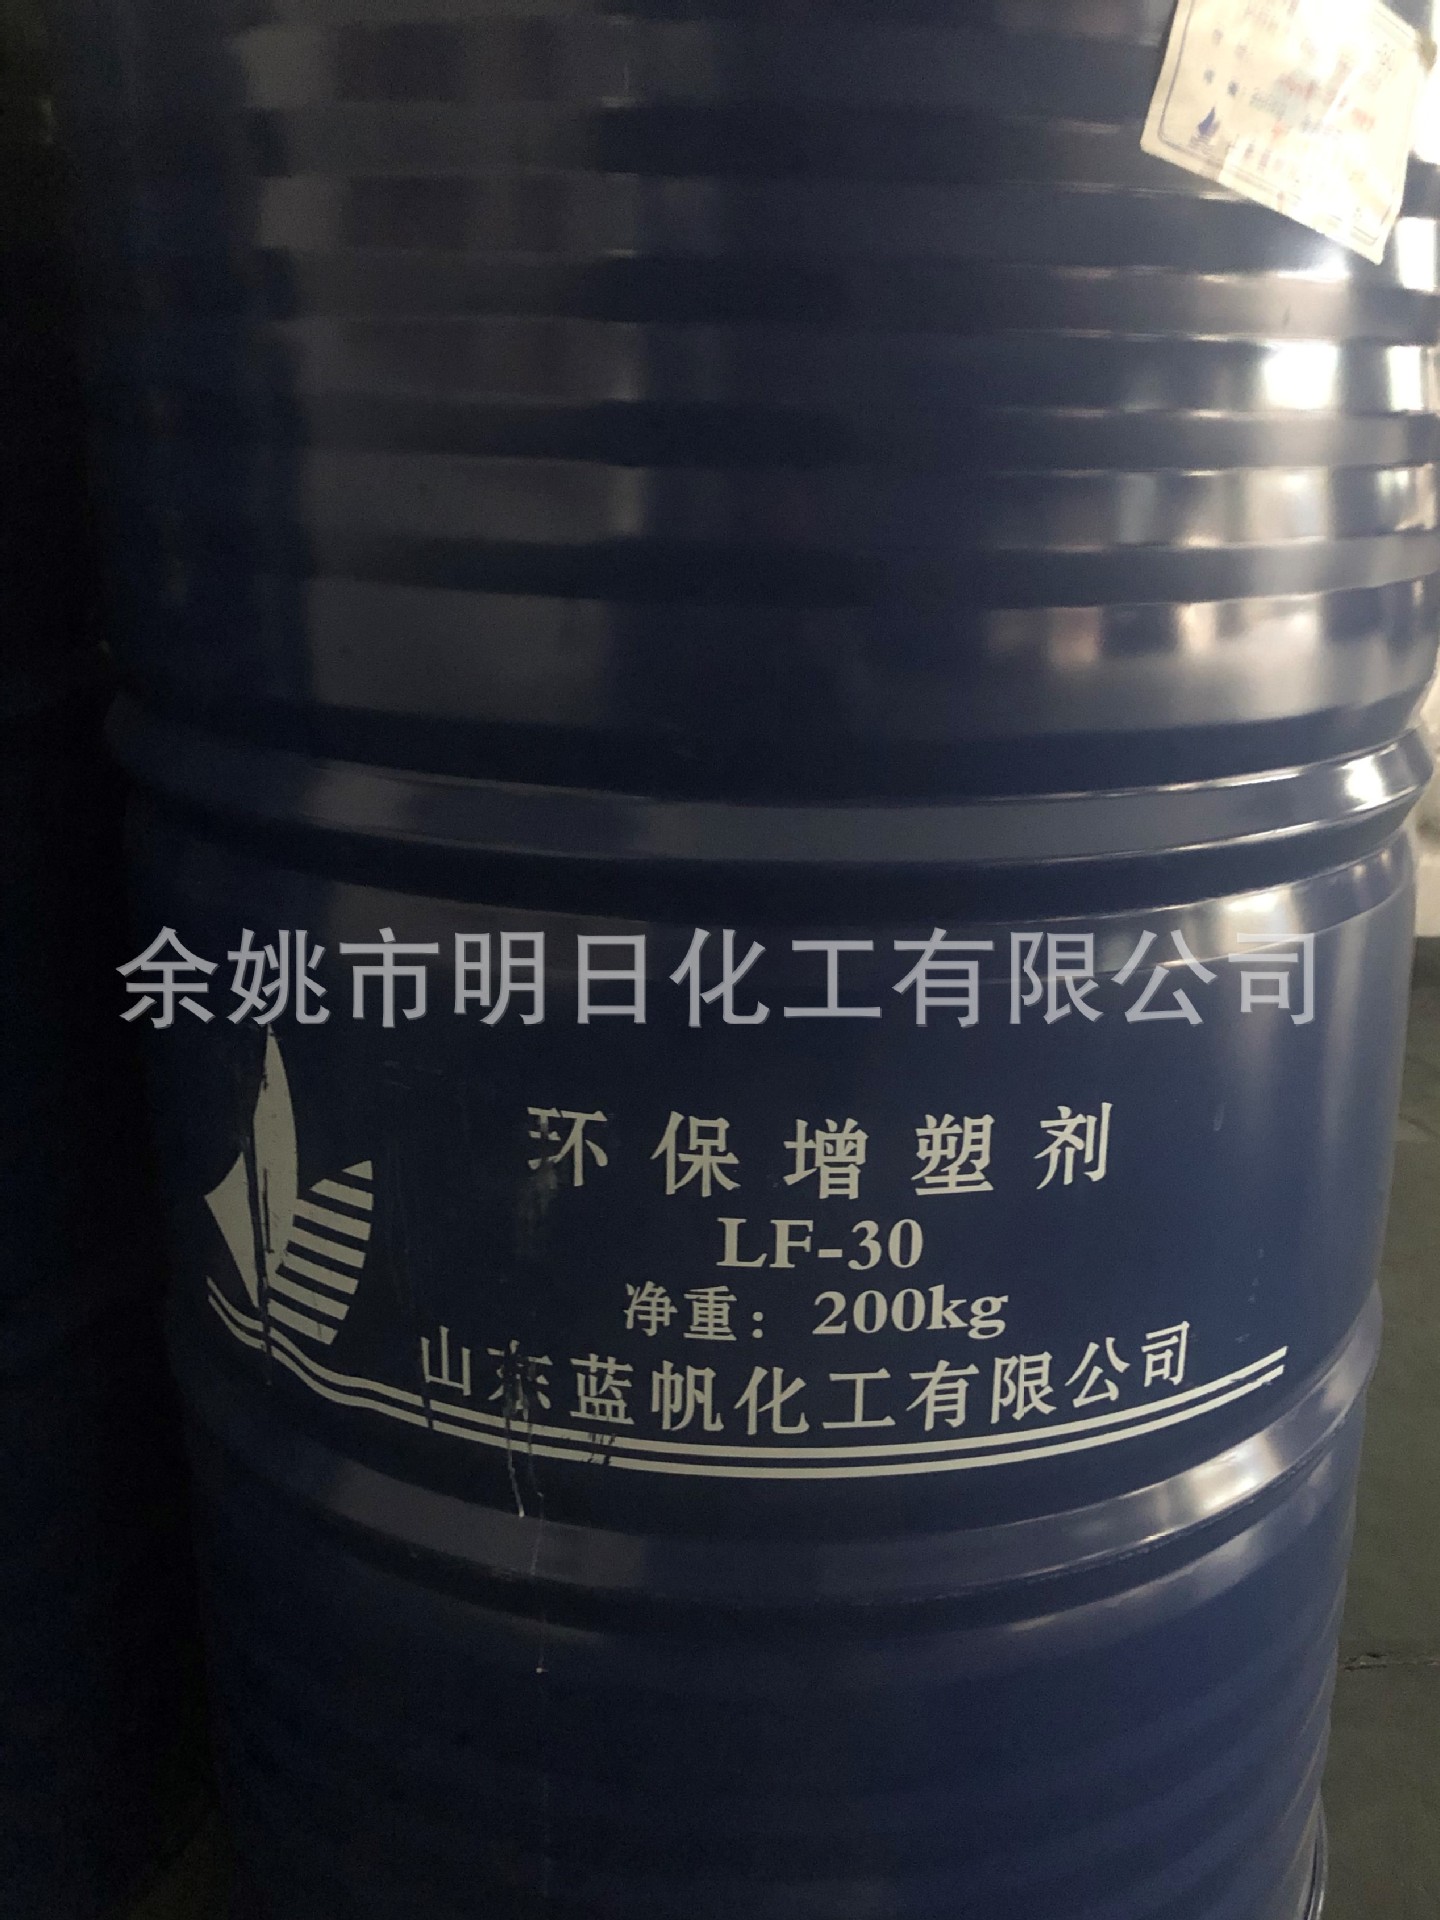 余姚市明日化工有限公司
环保增塑剂
LF-30
净重：200kg
山东蓝帆化工有限公司